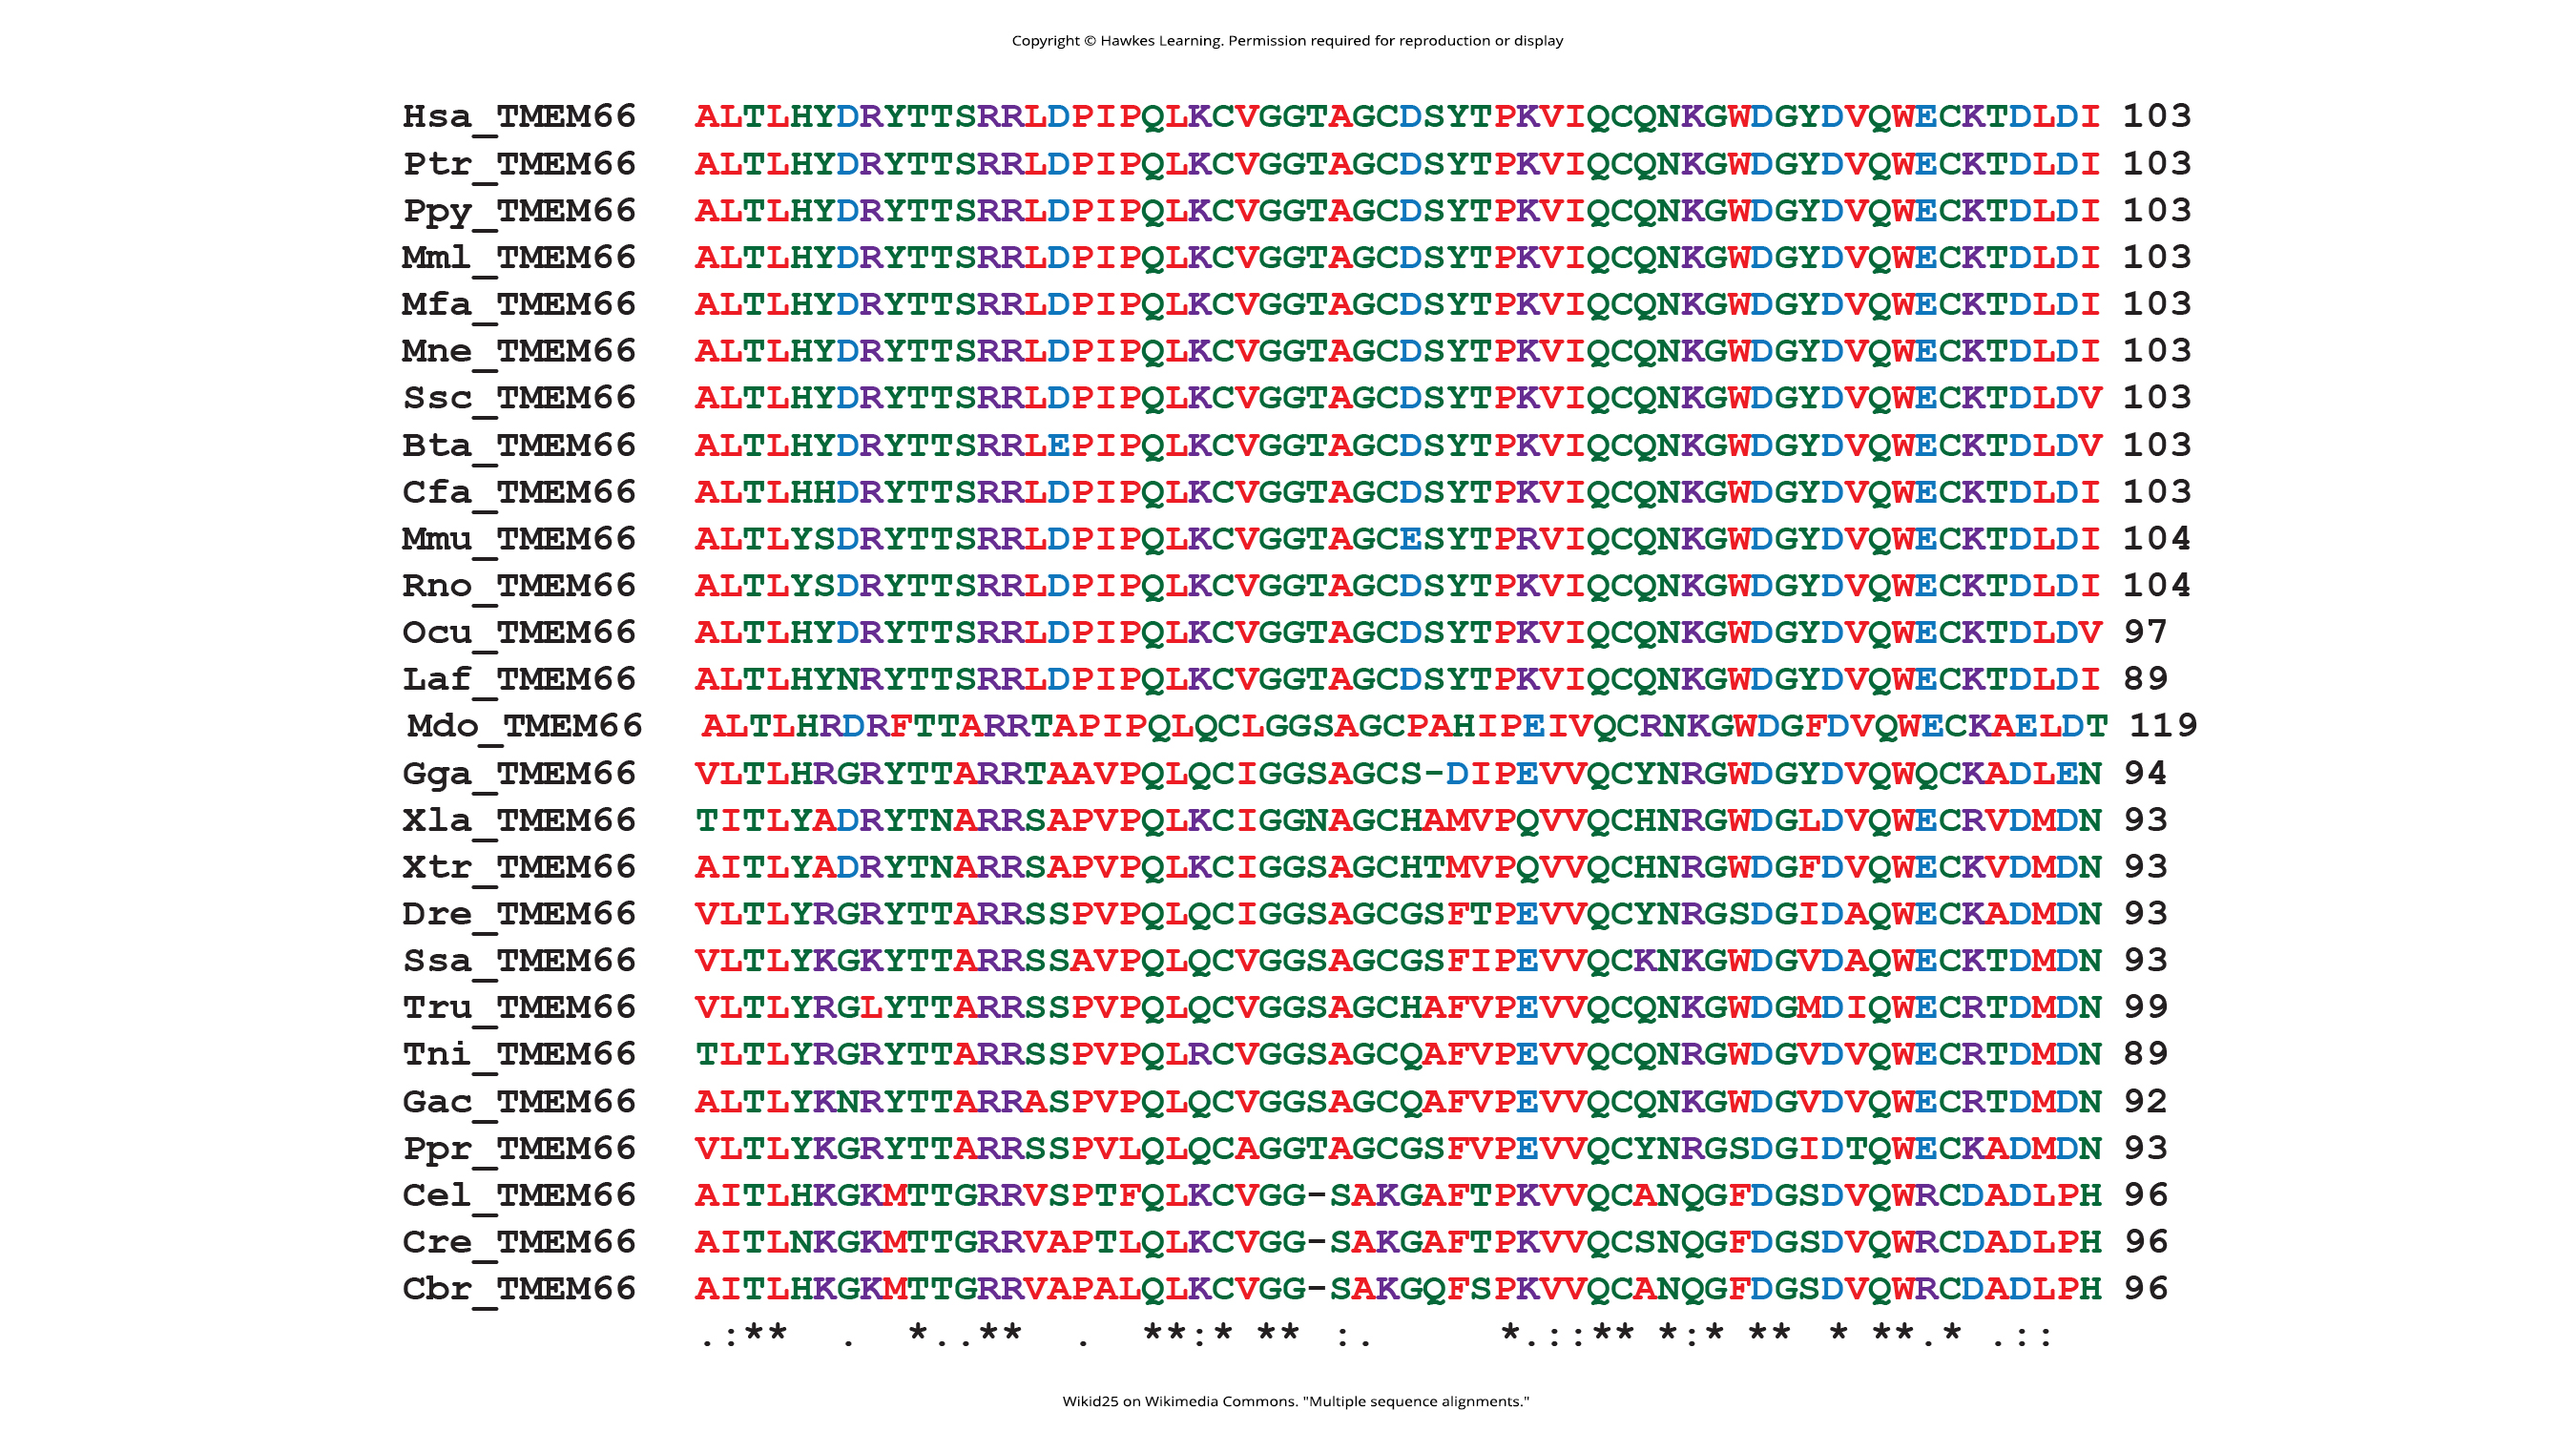 Copyright © Hawkes Learning. Permission required for reproduction or display
Hsa_TMEM66 ALTLHYDRYTTSRRLDPIPQLKCVGGTAGCDSYTPKVIQCQNKGWDGYDVQWECKTDLDI 103
Ptr_TMEM66 ALTLHYDRYTTSRRLDPIPQLKCVGGTAGCDSYTPKVIQCQNKGWDGYDVQWECKTDLDI 103
Ppy_TMEM66 ALTLHYDRYTTSRRLDPIPQLKCVGGTAGCDSYTPKVIQCQNKGWDGYDVQWECKTDLDI 103
Mml_TMEM66 ALTLHYDRYTTSRRLDPIPQLKCVGGTAGCDSYTPKVIQCQNKGWDGYDVQWECKTDLDI 103
Mfa_TMEM66 ALTLHYDRYTTSRRLDPIPQLKCVGGTAGCDSYTPKVIQCQNKGWDGYDVQWECKTDLDI 103
Mne_TMEM66 ALTLHYDRYTTSRRLDPIPQLKCVGGTAGCDSYTPKVIQCQNKGWDGYDVQWECKTDLDI 103
Ssc_TMEM66 ALTLHYDRYTTSRRLDPIPQLKCVGGTAGCDSYTPKVIQCQNKGWDGYDVQWECKTDLDV 103
Bta_TMEM66 ALTLHYDRYTTSRRLEPIPQLKCVGGTAGCDSYTPKVIQCQNKGWDGYDVQWECKTDLDV 103
Cfa_TMEM66 ALTLHHDRYTTSRRLDPIPQLKCVGGTAGCDSYTPKVIQCQNKGWDGYDVQWECKTDLDI 103
Mmu_TMEM66 ALTLYSDRYTTSRRLDPIPQLKCVGGTAGCESYTPRVIQCQNKGWDGYDVQWECKTDLDI 104
Rno_TMEM66 ALTLYSDRYTTSRRLDPIPQLKCVGGTAGCDSYTPKVIQCQNKGWDGYDVQWECKTDLDI 104
Ocu_TMEM66 ALTLHYDRYTTSRRLDPIPQLKCVGGTAGCDSYTPKVIQCQNKGWDGYDVQWECKTDLDV 97
Laf_TMEM66 ALTLHYNRYTTSRRLDPIPQLKCVGGTAGCDSYTPKVIQCQNKGWDGYDVQWECKTDLDI 89
Mdo_TMEM66 ALTLHRDRFTTARRTAPIPQLQCLGGSAGCPAHIPEIVQCRNKGWDGFDVQWECKAELDT 119
Gga_TMEM66 VLTLHRGRYTTARRTAAVPQLQCIGGSAGCS-DIPEVVQCYNRGWDGYDVQWQCKADLEN 94
Xla_TMEM66 TITLYADRYTNARRSAPVPQLKCIGGNAGCHAMVPQVVQCHNRGWDGLDVQWECRVDMDN 93
Xtr_TMEM66 AITLYADRYTNARRSAPVPQLKCIGGSAGCHTMVPQVVQCHNRGWDGFDVQWECKVDMDN 93
Dre_TMEM66 VLTLYRGRYTTARRSSPVPQLQCIGGSAGCGSFTPEVVQCYNRGSDGIDAQWECKADMDN 93
Ssa_TMEM66 VLTLYKGKYTTARRSSAVPQLQCVGGSAGCGSFIPEVVQCKNKGWDGVDAQWECKTDMDN 93
Tru_TMEM66 VLTLYRGLYTTARRSSPVPQLQCVGGSAGCHAFVPEVVQCQNKGWDGMDIQWECRTDMDN 99
Tni_TMEM66 TLTLYRGRYTTARRSSPVPQLRCVGGSAGCQAFVPEVVQCQNRGWDGVDVQWECRTDMDN 89
Gac_TMEM66 ALTLYKNRYTTARRASPVPQLQCVGGSAGCQAFVPEVVQCQNKGWDGVDVQWECRTDMDN 92
Ppr_TMEM66 VLTLYKGRYTTARRSSPVLQLQCAGGTAGCGSFVPEVVQCYNRGSDGIDTQWECKADMDN 93
Cel_TMEM66 AITLHKGKMTTGRRVSPTFQLKCVGG-SAKGAFTPKVVQCANQGFDGSDVQWRCDADLPH 96
Cre_TMEM66 AITLNKGKMTTGRRVAPTLQLKCVGG-SAKGAFTPKVVQCSNQGFDGSDVQWRCDADLPH 96
Cbr_TMEM66 AITLHKGKMTTGRRVAPALQLKCVGG-SAKGQFSPKVVQCANQGFDGSDVQWRCDADLPH 96
.:**  .  *..**  .  **:* ** :.     *.::** *:* **  * **.* .::
Wikid25 on Wikimedia Commons. "Multiple sequence alignments."